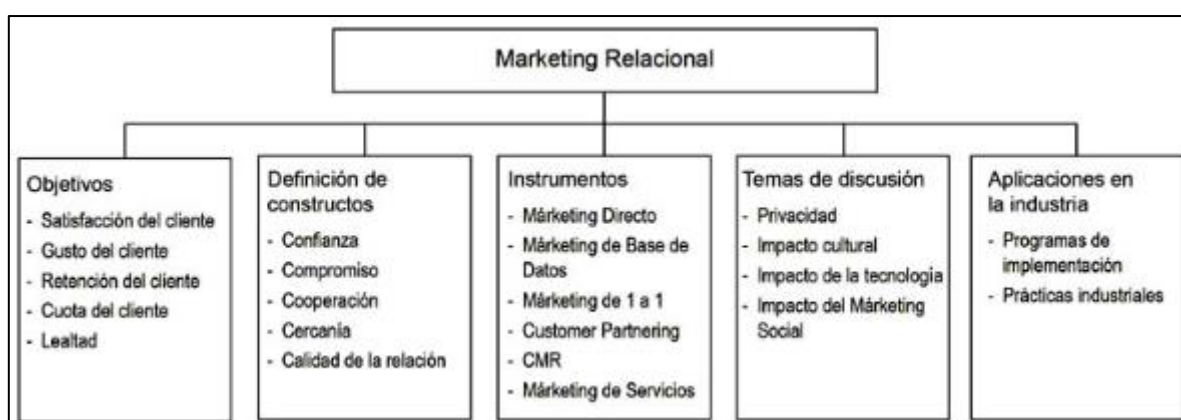 Marketing Relacional
Objetivos
- Satisfacción del cliente
- Gusto del cliente
- Retención del cliente
- Cuota del cliente
- Lealtad
Definición de
constructos
- Confianza
- Compromiso
- Cooperación
- Cercanía
- Calidad de la relación
Instrumentos
- Márketing Directo
- Márketing de Base de
Datos
- Márketing de 1 a 1
- Customer Partnering
- CMR
- Márketing de Servicios
Temas de discusión
- Privacidad
- Impacto cultural
- Impacto de la tecnología
- Impacto del Márketing
Social
Aplicaciones en
la industria
- Programas de
implementación
- Prácticas industriales